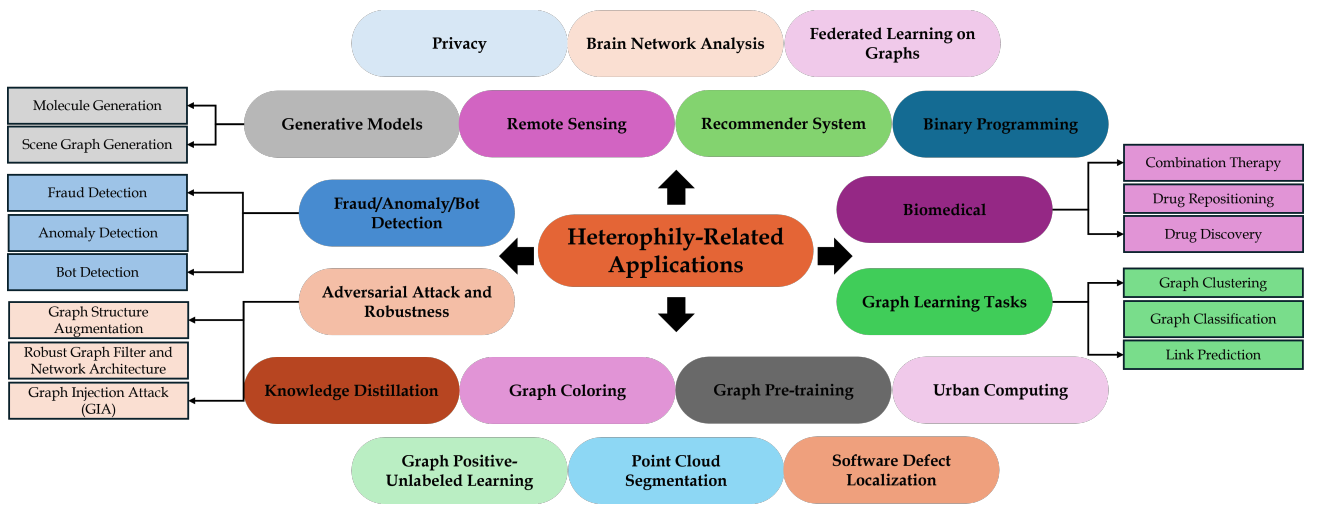 Privacy
Brain Network Analysis
Federated Learning on
Graphs
Molecule Generation
Scene Graph Generation
Generative Models
Remote Sensing
Recommender System
Binary Programming
Fraud Detection
Anomaly Detection
Bot Detection
Fraud/Anomaly/Bot
Detection
Heterophily-Related
Applications
Biomedical
Combination Therapy
Drug Repositioning
Drug Discovery
Adversarial Attack and
Robustness
Graph Learning Tasks
Graph Clustering
Graph Classification
Link Prediction
Graph Structure
Augmentation
Robust Graph Filter and
Network Architecture
Graph Injection Attack
(GIA)
Knowledge Distillation
Graph Coloring
Graph Pre-training
Urban Computing
Graph Positive-
Unlabeled Learning
Point Cloud
Segmentation
Software Defect
Localization